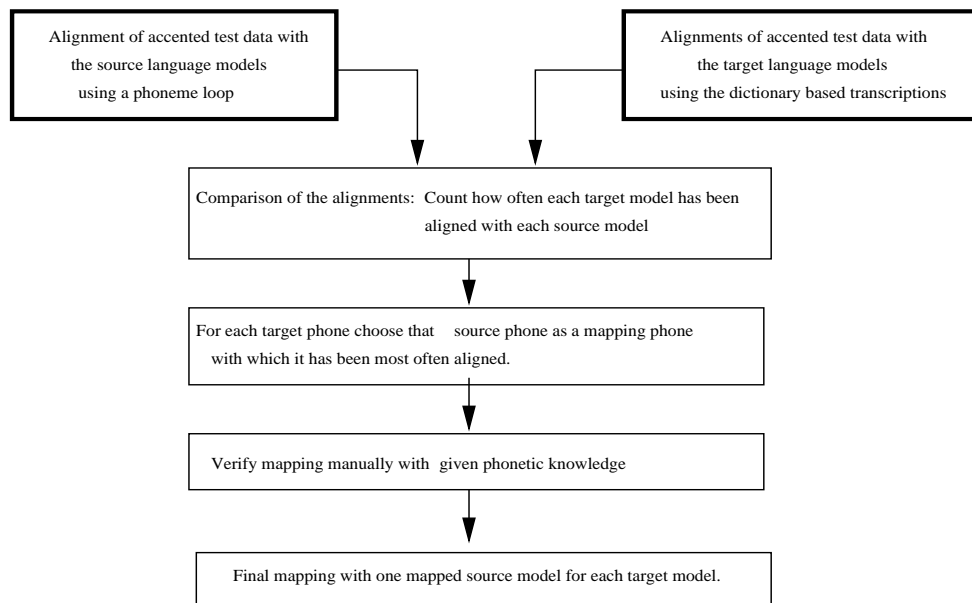 Alignment of accented test data with
the source language models
using a phoneme loop
Alignments of accented test data with
the target language models
using the dictionary based transcriptions
Comparison of the alignments: Count how often each target model has been
aligned with each source model
For each target phone choose that source phone as a mapping phone
with which it has been most often aligned.
Verify mapping manually with given phonetic knowledge
Final mapping with one mapped source model for each target model.